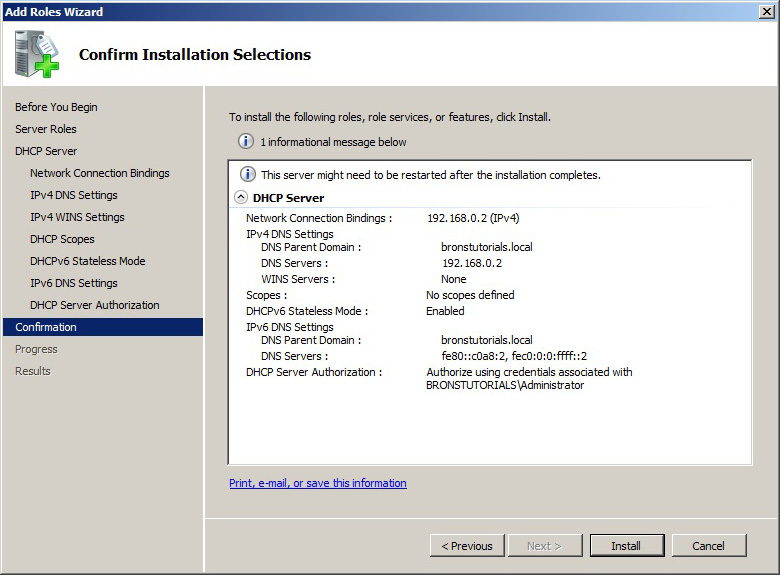 Add Roles Wizard
Confirm Installation Selections
Before You Begin
Server Roles
DHCP Server
Network Connection Bindings
IPv4 DNS Settings
IPv4 WINS Settings
DHCP Scopes
DHCPv6 Stateless Mode
IPv6 DNS Settings
DHCP Server Authorization
Confirmation
Progress
Results
To install the following roles, role services, or features, click Install.
1 informational message below
This server might need to be restarted after the installation completes.
DHCP Server
Network Connection Bindings : 192.168.0.2 (IPv4)
IPv4 DNS Settings
DNS Parent Domain : bronstutorials.local
DNS Servers : 192.168.0.2
WINS Servers : None
Scopes : No scopes defined
DHCPv6 Stateless Mode : Enabled
IPv6 DNS Settings
DNS Parent Domain : bronstutorials.local
DNS Servers : fe80::c0a8:2, fec0:0:0:ffff::2
DHCP Server Authorization : Authorize using credentials associated with
BRONSTUTORIALS\Administrator
Print, e-mail, or save this information
< Previous Next > Install Cancel